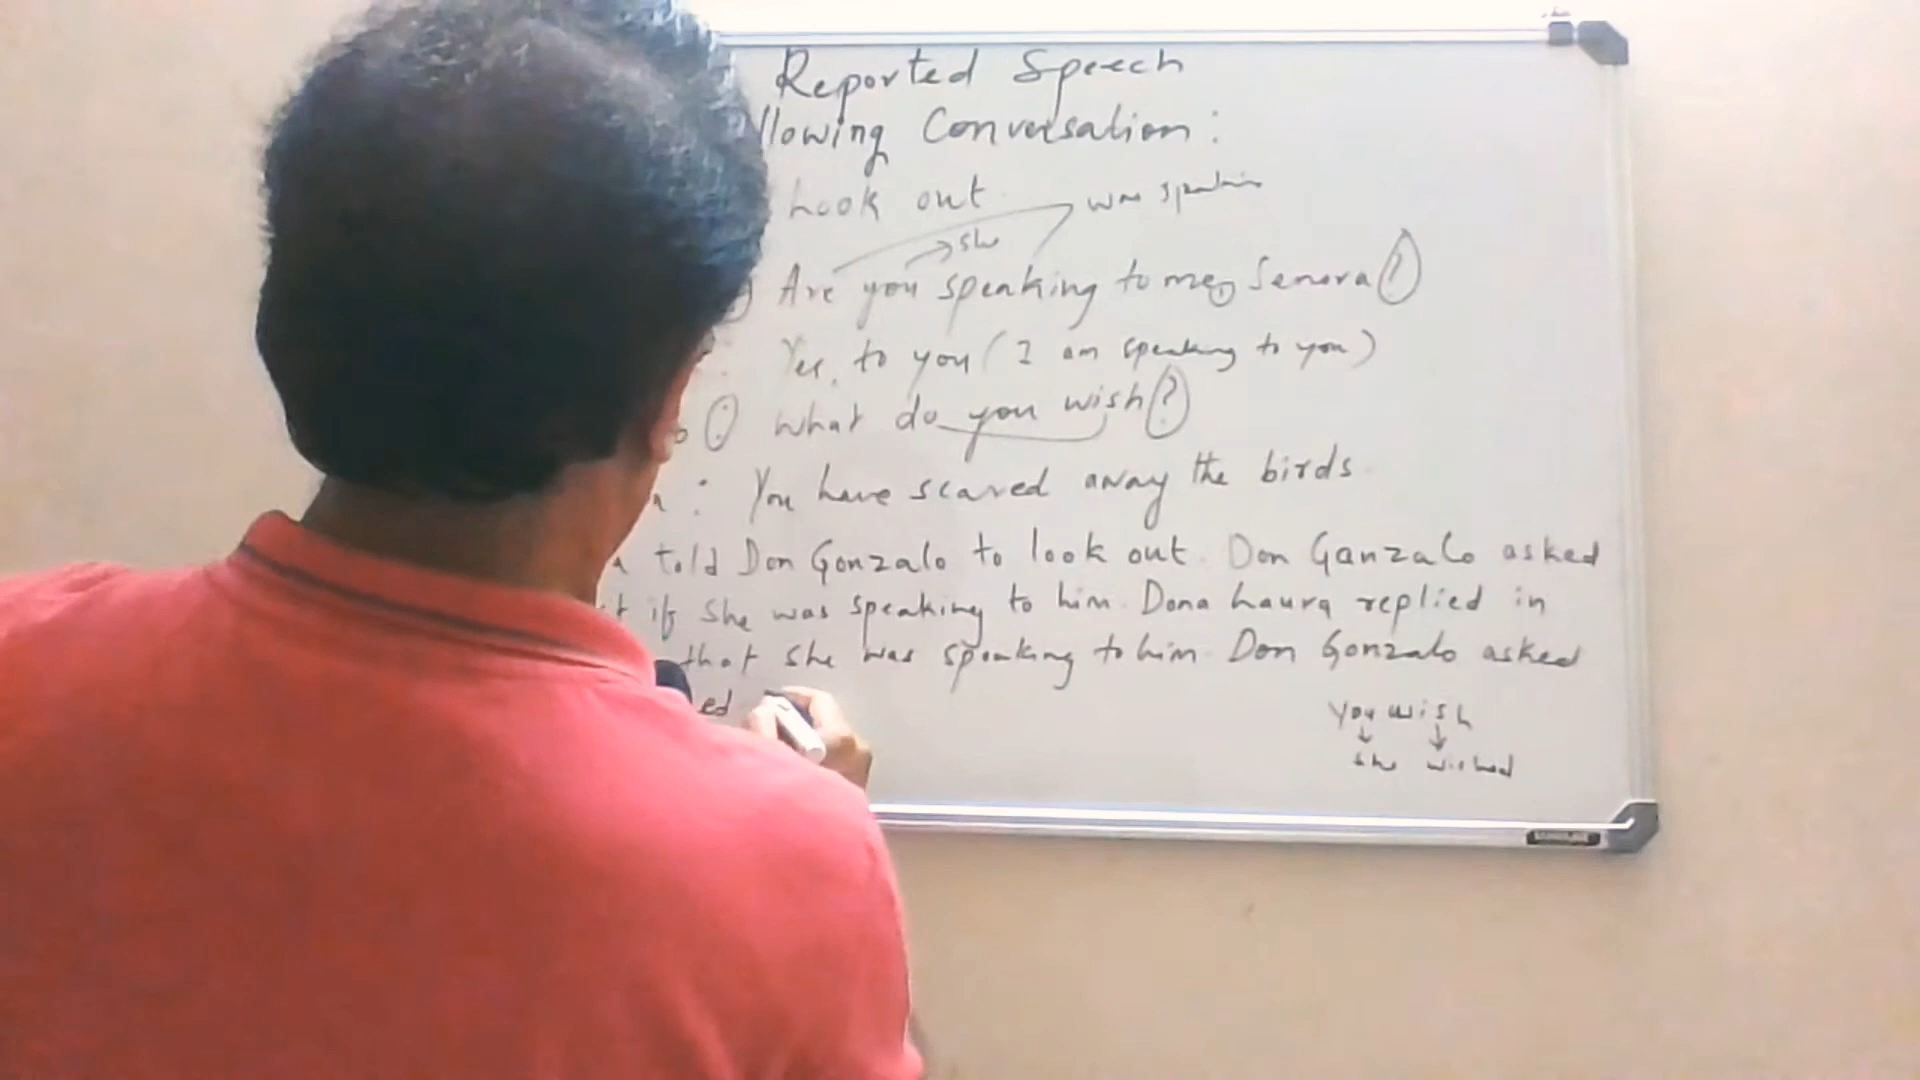 Reported Speech
llowing Conversation:
Look out was speaking
she
Are you speaking to me, Senora?
Yes, to you (I am speaking to you)
o : What do you wish?
a : You have scared away the birds.
a told Don Gonzalo to look out. Don Ganzalo asked
t if she was speaking to him. Dona Laura replied in
that she was speaking to him. Don Gonzalo asked
ed
you wish
she wished